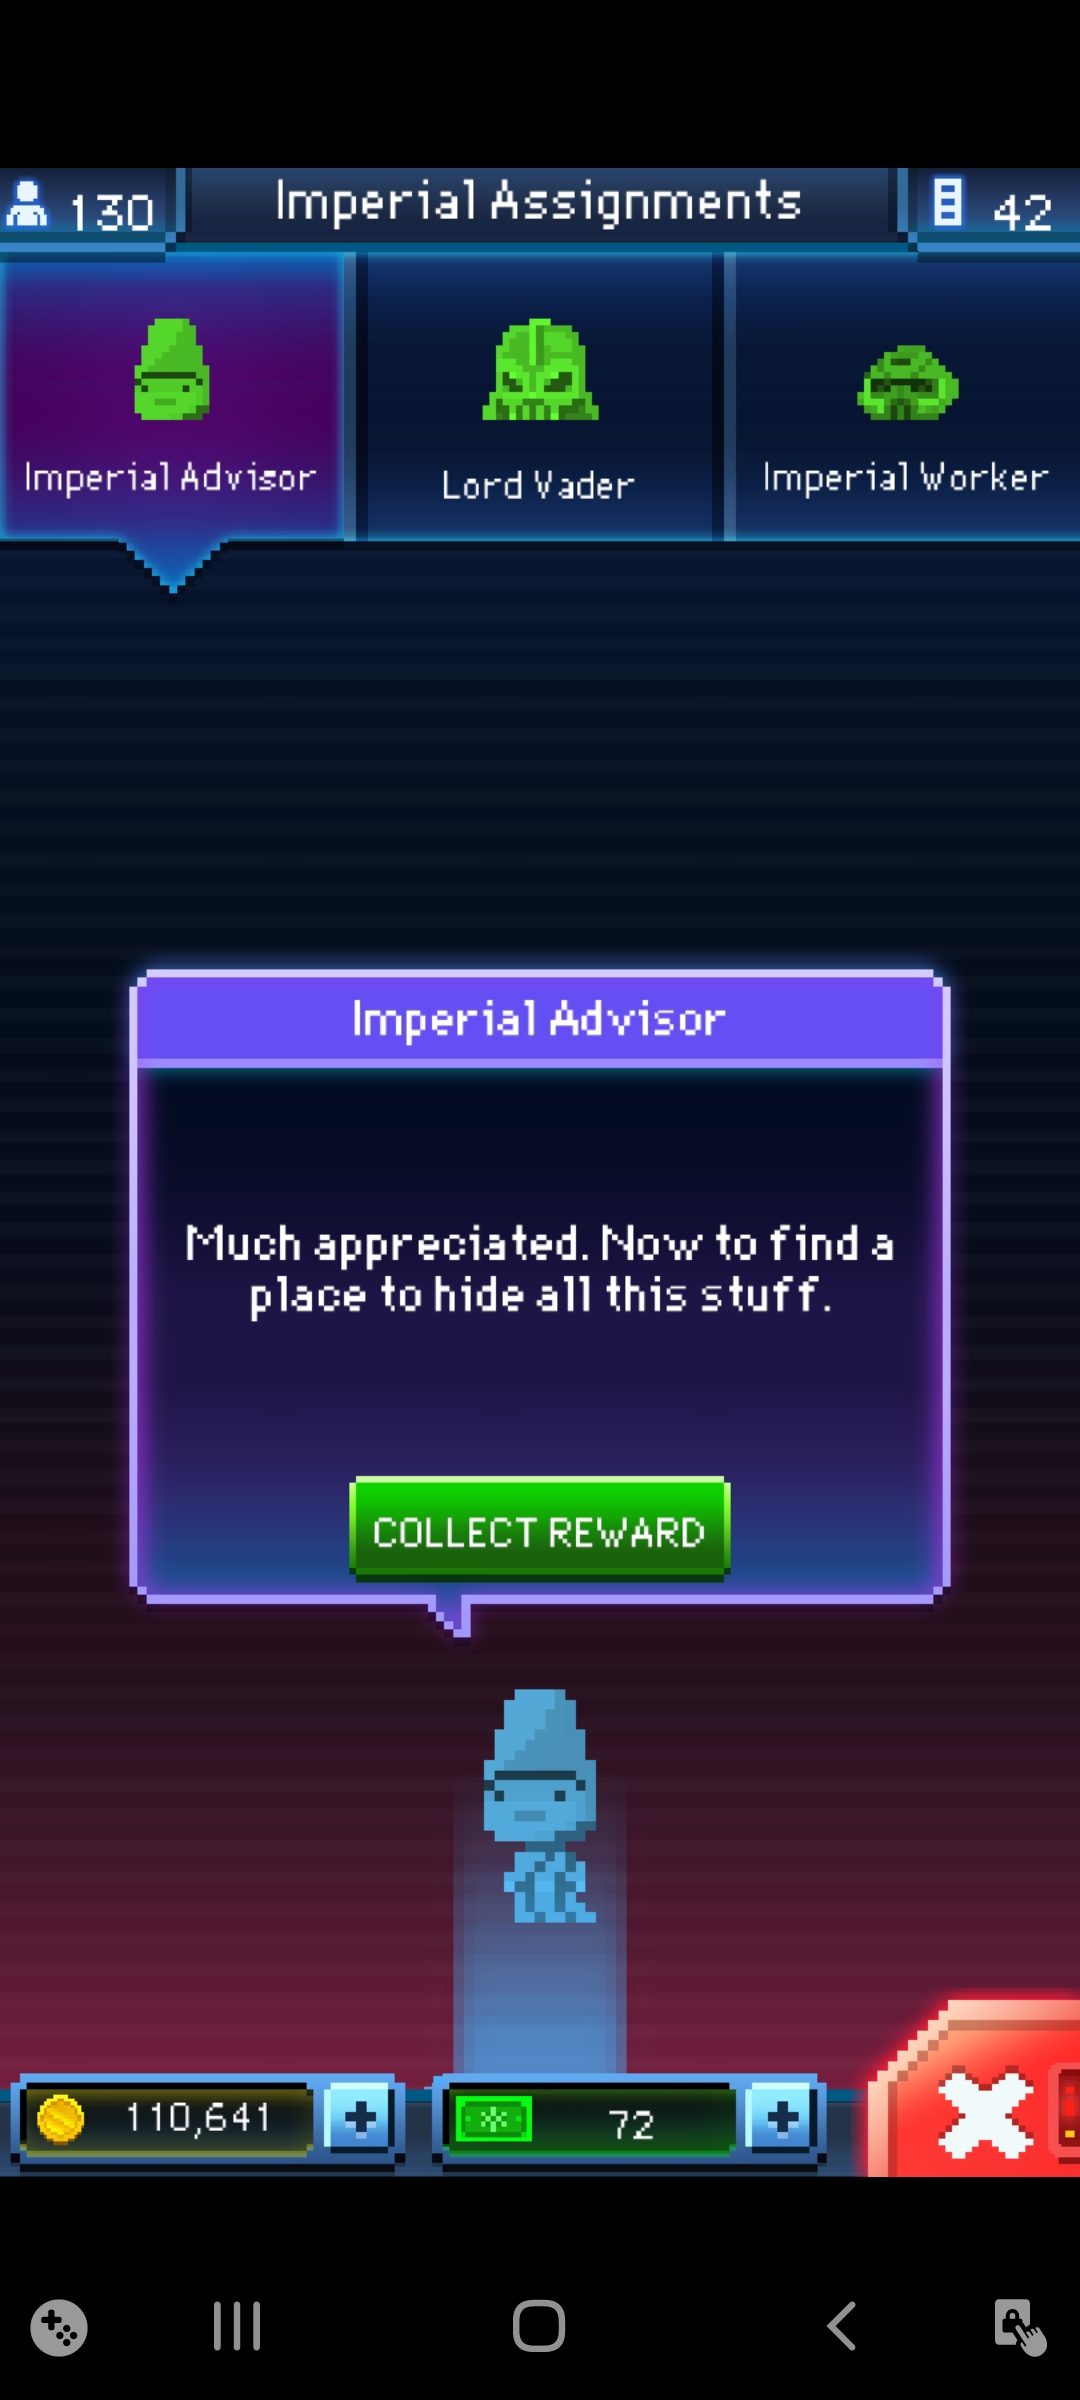 130
Imperial Assignments
42
Imperial Advisor
Lord Vader
Imperial Worker
Imperial Advisor
Much appreciated. Now to find a
place to hide all this stuff.
COLLECT REWARD
110,641
72